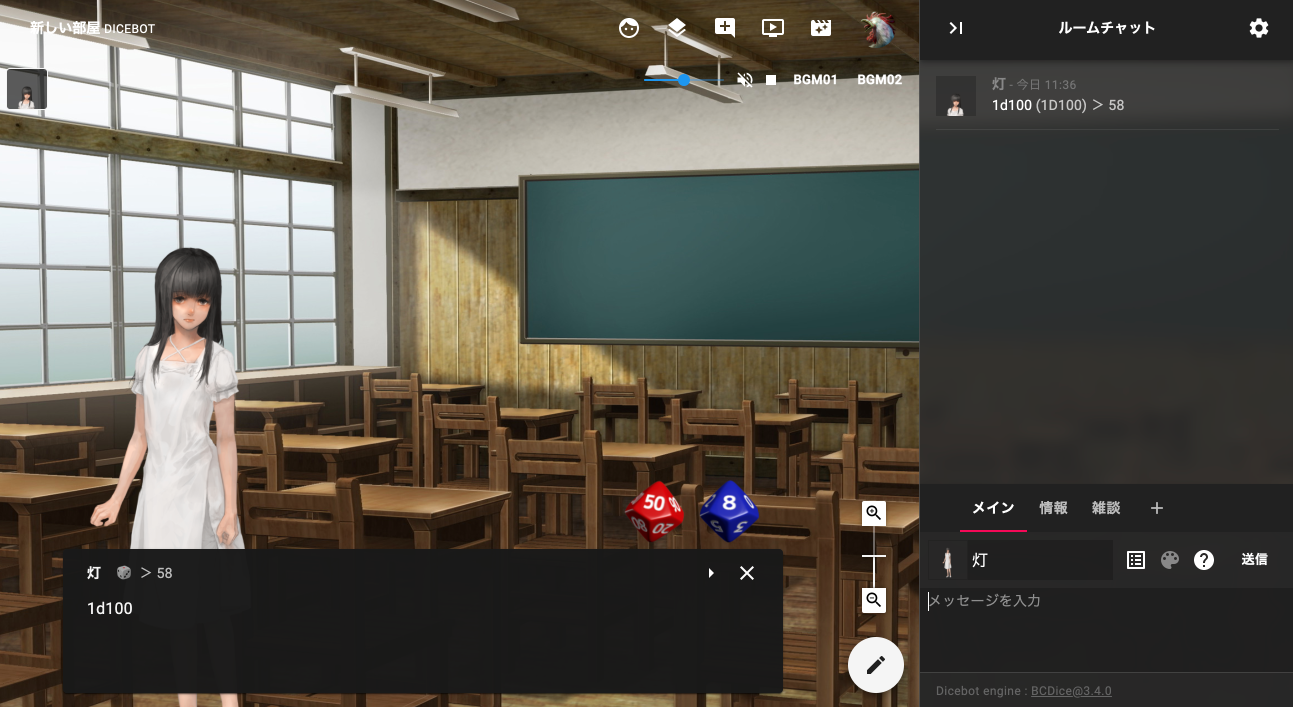 新しい部屋 DICEBOT
BGM01 BGM02
50
8
灯 > 58
1d100
ルームチャット
灯 - 今日 11:36
1d100 (1D100) > 58
メイン 情報 雑談 +
灯
送信
メッセージを入力
Dicebot engine : BCDice@3.4.0